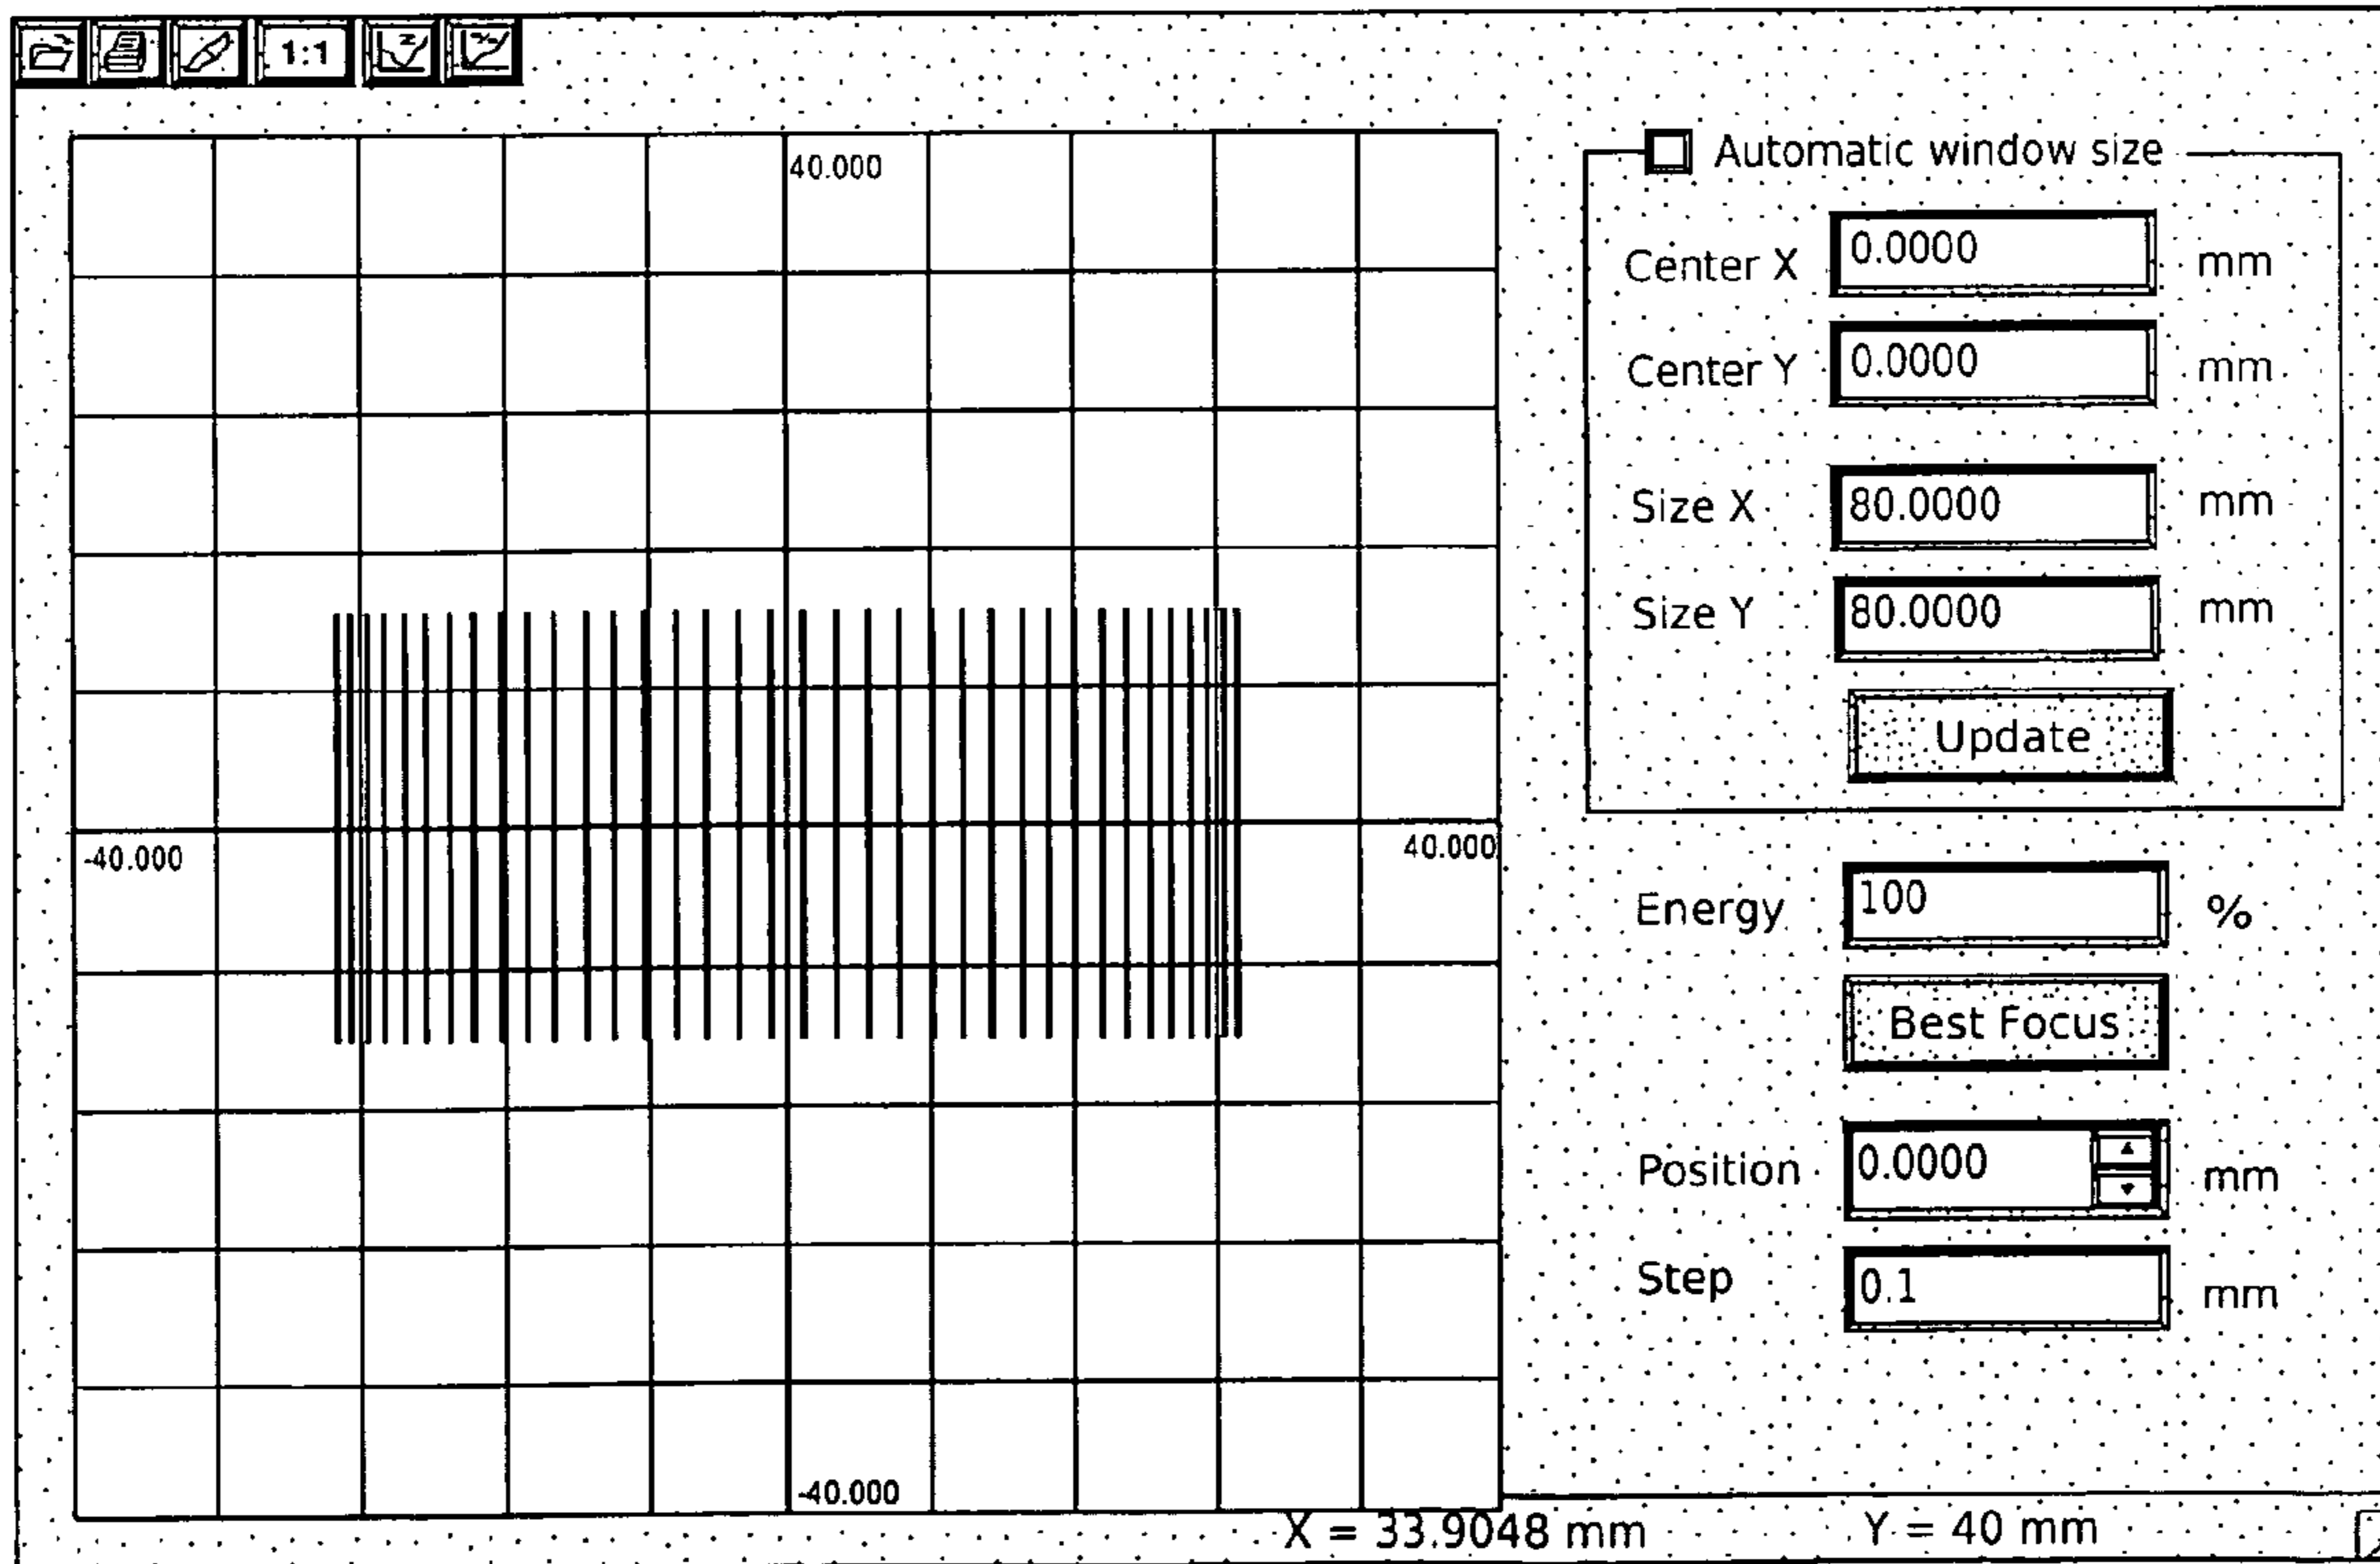 1:1
40.000
-40.000
40.000
-40.000
Automatic window size
Center X 0.0000 mm
Center Y 0.0000 mm
Size X 80.0000 mm
Size Y 80.0000 mm
Update
Energy 100 %
Best Focus
Position 0.0000 mm
Step 0.1 mm
X = 33.9048 mm Y = 40 mm